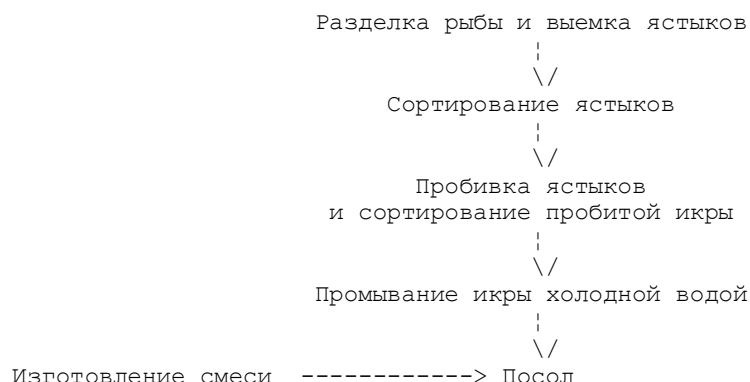 Разделка рыбы и выемка ястыков
¦
\/
Сортирование ястыков
¦
\/
Пробивка ястыков
и сортирование пробитой икры
¦
\/
Промывание икры холодной водой
¦
\/
Изготовление смеси ------------> Посол